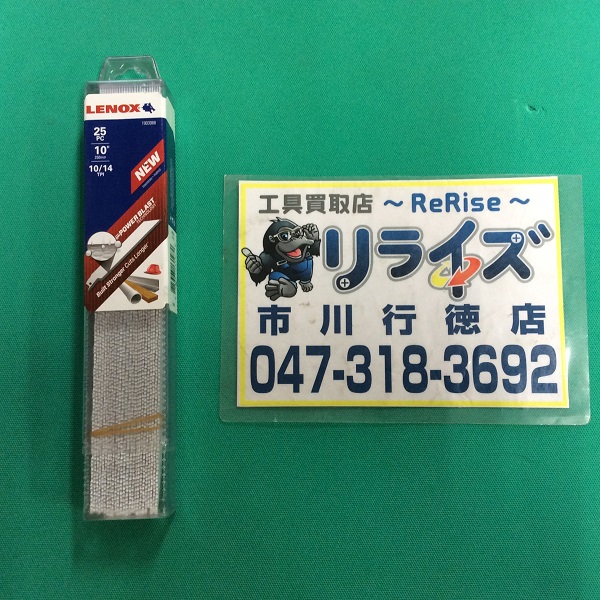 LENOX
25
PC
10"
10/14
TPI
NEW
POWER BLAST
TECHNOLOGY
Built Stronger. Cuts Longer.
工具買取店 ~ ReRise ~
リライズ
市川行徳店
047-318-3692